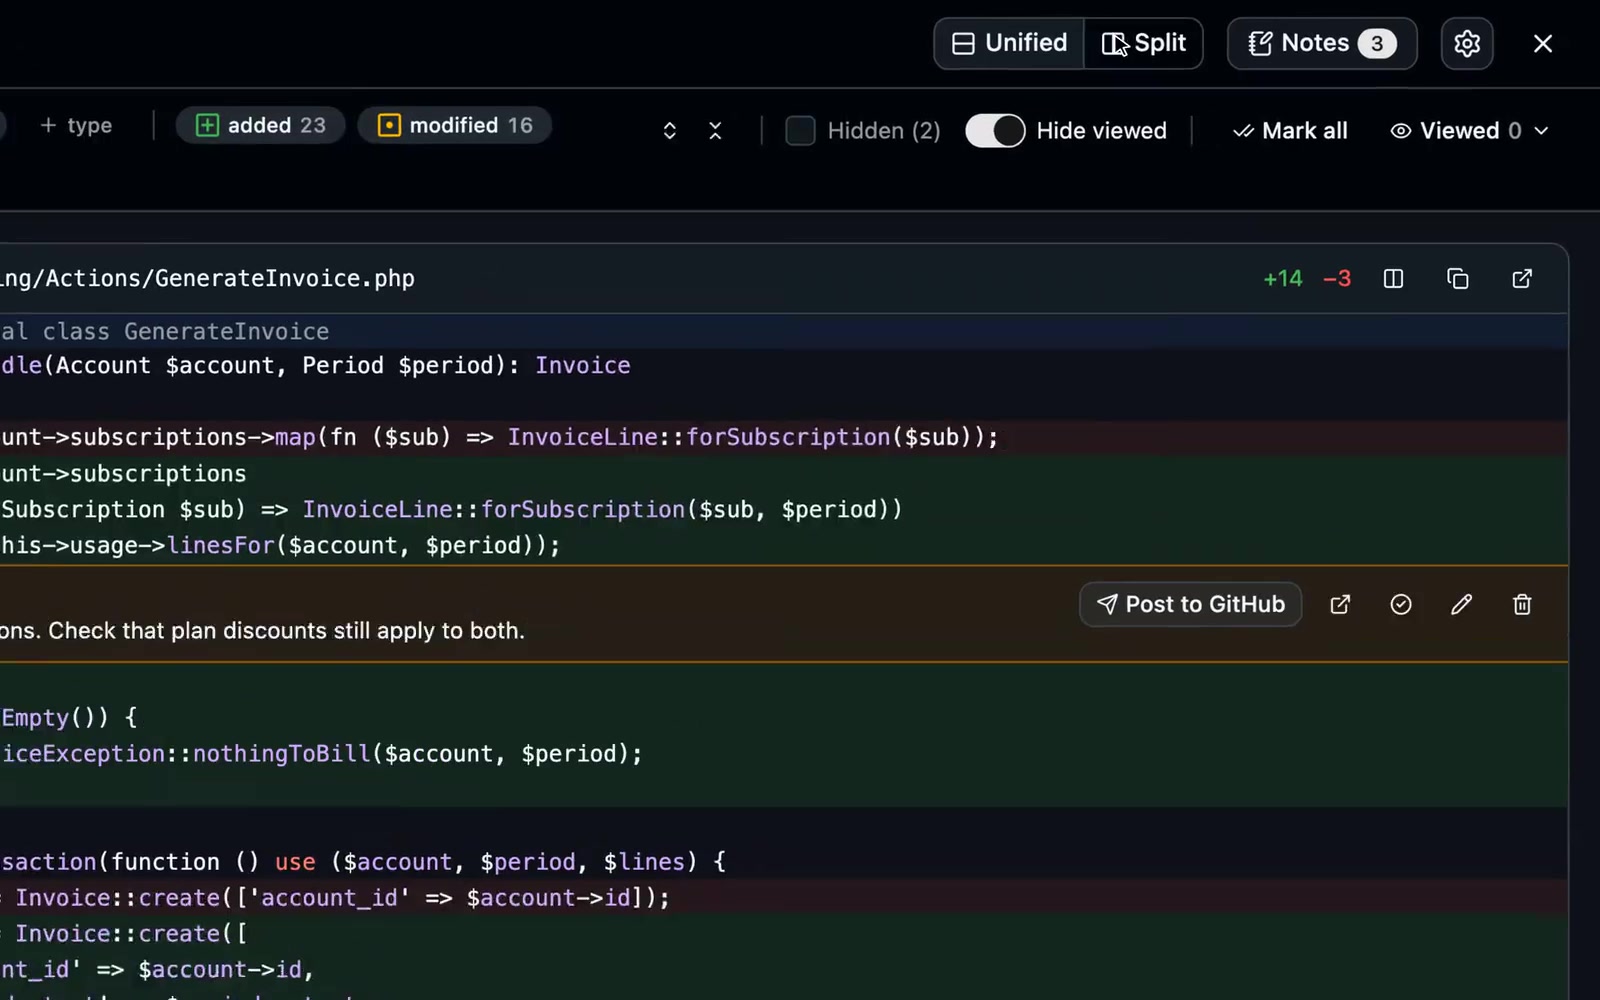 Unified Split Notes 3
+ type added 23 modified 16 Hidden (2) Hide viewed Mark all Viewed 0
ing/Actions/GenerateInvoice.php +14 −3
al class GenerateInvoice
dle(Account $account, Period $period): Invoice
unt->subscriptions->map(fn ($sub) => InvoiceLine::forSubscription($sub));
unt->subscriptions
Subscription $sub) => InvoiceLine::forSubscription($sub, $period))
his->usage->linesFor($account, $period));
Post to GitHub
ons. Check that plan discounts still apply to both.
Empty()) {
iceException::nothingToBill($account, $period);
saction(function () use ($account, $period, $lines) {
= Invoice::create(['account_id' => $account->id]);
= Invoice::create([
nt_id' => $account->id,